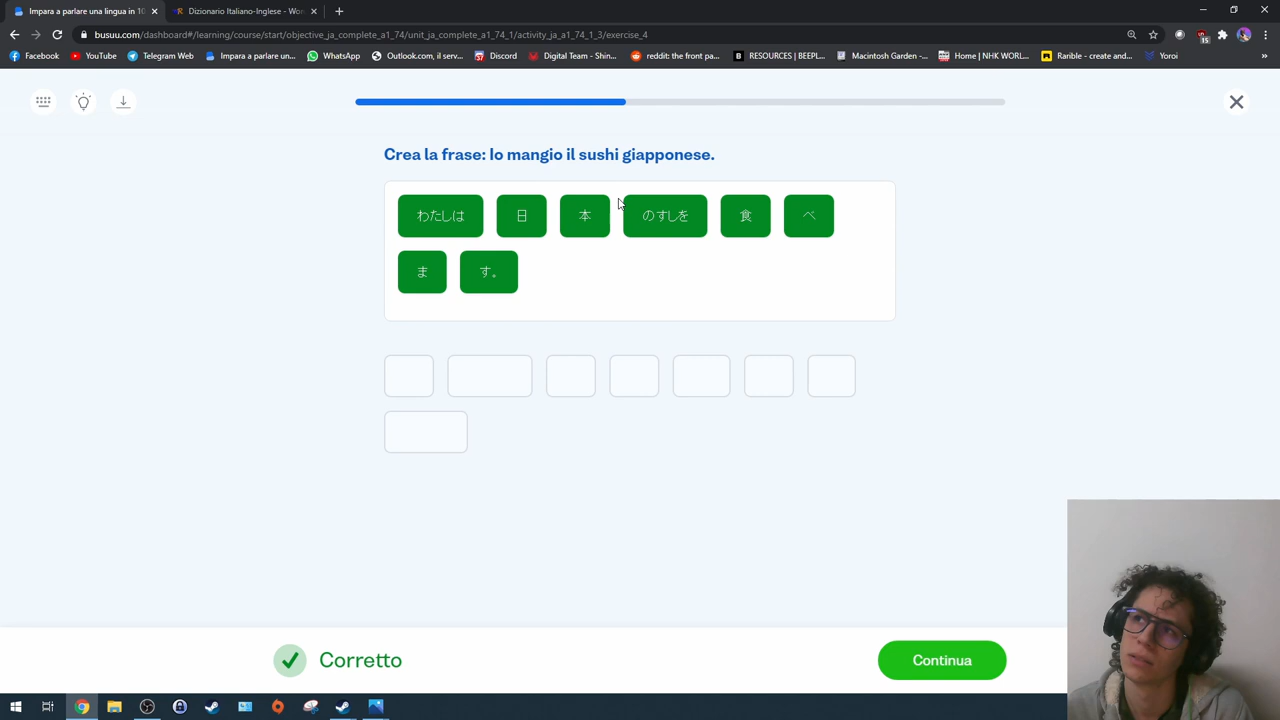 Impara a parlare una lingua in 10
Dizionario Italiano-Inglese - Wor
busuu.com/dashboard#/learning/course/start/objective_ja_complete_a1_74/unit_ja_complete_a1_74_1/activity_ja_a1_74_1_3/exercise_4
15
Facebook YouTube Telegram Web Impara a parlare un... WhatsApp Outlook.com, il serv... Discord Digital Team - Shin... reddit: the front pa... RESOURCES | BEEPL... Macintosh Garden -... Home | NHK WORL... Rarible - create and... Yoroi »
Crea la frase: Io mangio il sushi giapponese.
わたしは 日 本 のすしを 食 べ
ま す。
Corretto
Continua